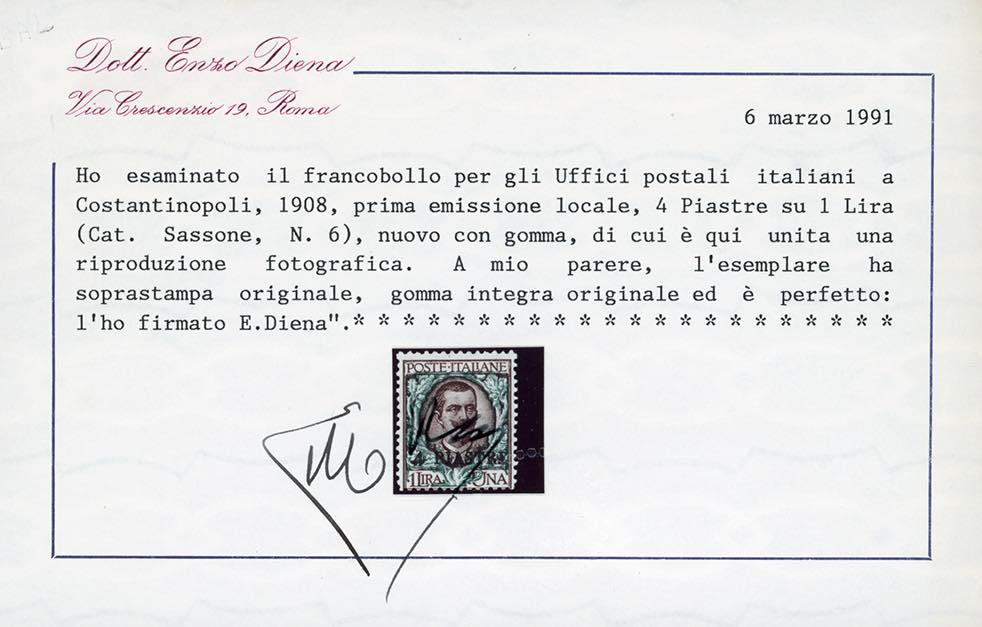 Dott. Enzo Diena
Via Crescenzio 19, Roma
6 marzo 1991
Ho esaminato il francobollo per gli Uffici postali italiani a
Costantinopoli, 1908, prima emissione locale, 4 Piastre su 1 Lira
(Cat. Sassone, N. 6), nuovo con gomma, di cui è qui unita una
riproduzione fotografica. A mio parere, l'esemplare ha
soprastampa originale, gomma integra originale ed è perfetto:
l'ho firmato E.Diena".* * * * * * * * * * * * * * * * * * * * *
POSTE·ITALIANE
4 PIASTRE
1 LIRA UNA